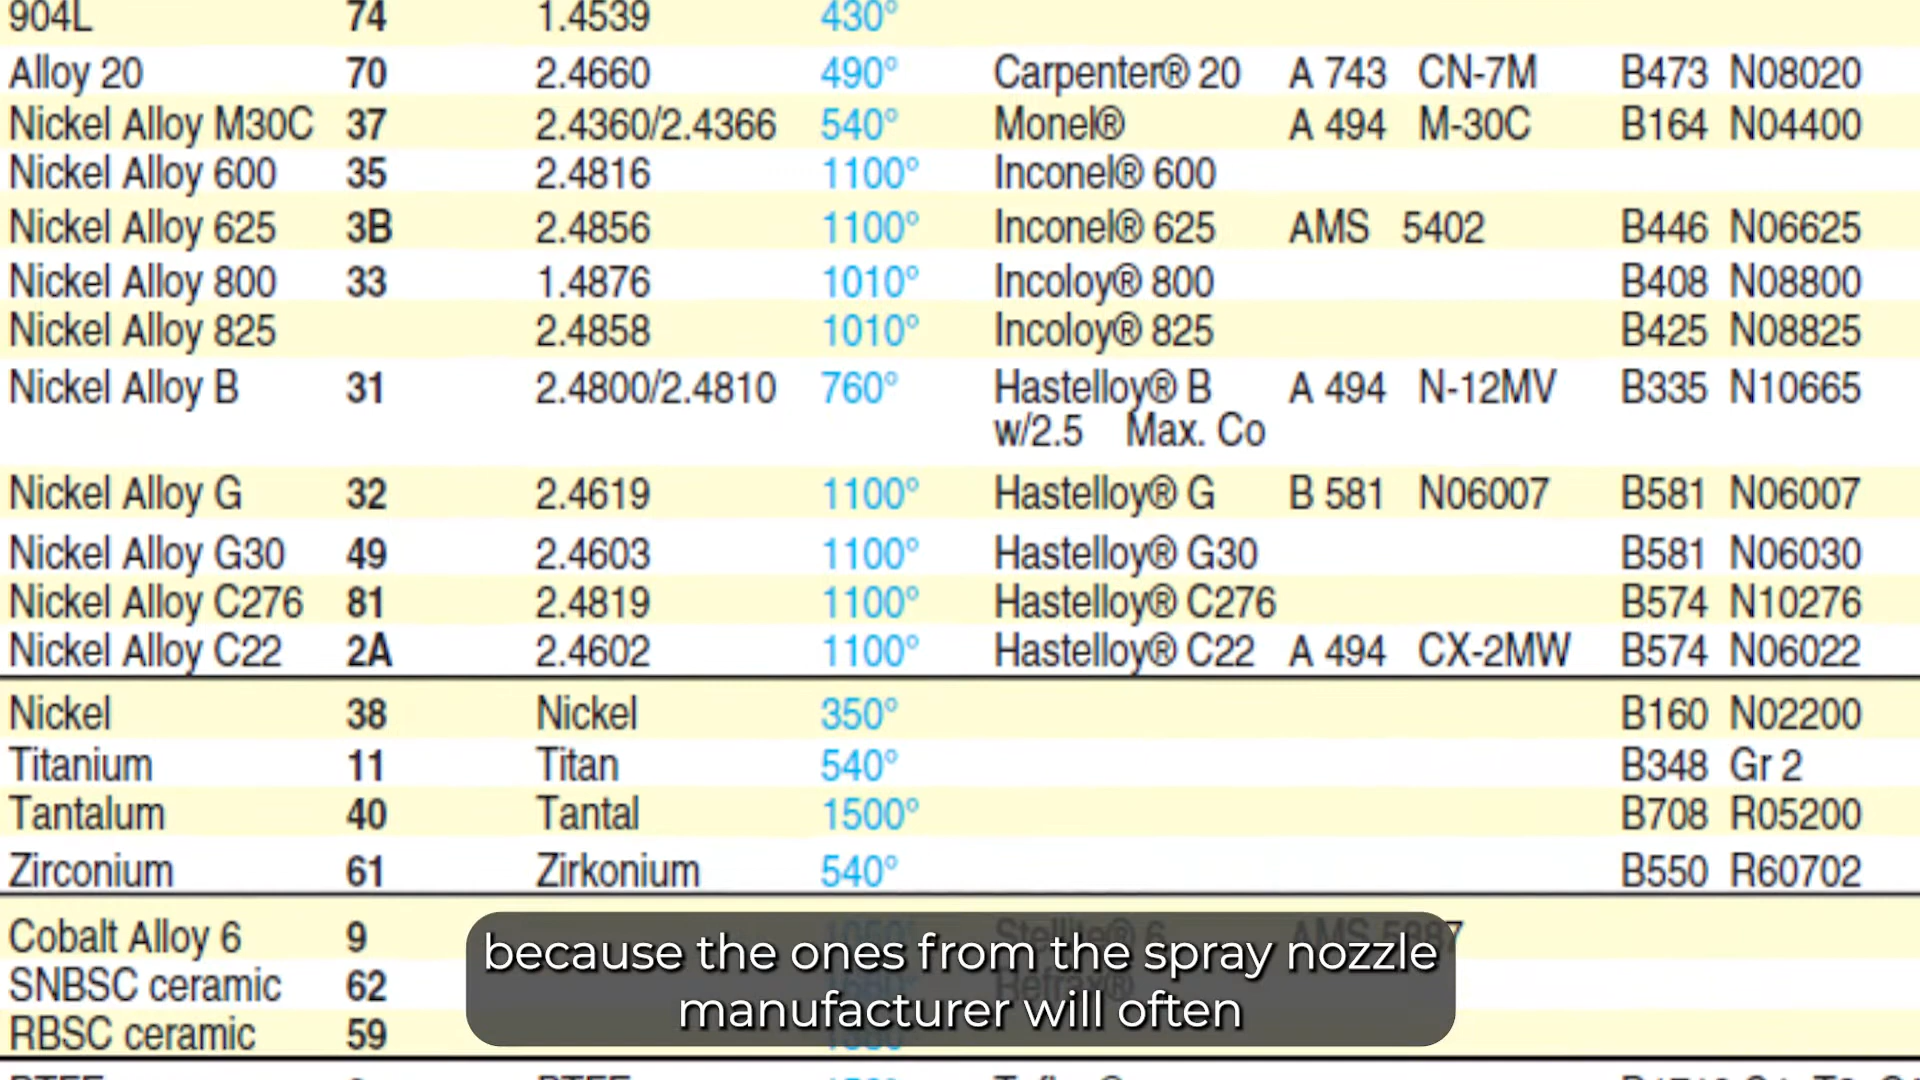 904L 74 1.4539 430°
Alloy 20 70 2.4660 490° Carpenter® 20 A 743 CN-7M B473 N08020
Nickel Alloy M30C 37 2.4360/2.4366 540° Monel® A 494 M-30C B164 N04400
Nickel Alloy 600 35 2.4816 1100° Inconel® 600
Nickel Alloy 625 3B 2.4856 1100° Inconel® 625 AMS 5402 B446 N06625
Nickel Alloy 800 33 1.4876 1010° Incoloy® 800 B408 N08800
Nickel Alloy 825 2.4858 1010° Incoloy® 825 B425 N08825
Nickel Alloy B 31 2.4800/2.4810 760° Hastelloy® B A 494 N-12MV B335 N10665
w/2.5 Max. Co
Nickel Alloy G 32 2.4619 1100° Hastelloy® G B 581 N06007 B581 N06007
Nickel Alloy G30 49 2.4603 1100° Hastelloy® G30 B581 N06030
Nickel Alloy C276 81 2.4819 1100° Hastelloy® C276 B574 N10276
Nickel Alloy C22 2A 2.4602 1100° Hastelloy® C22 A 494 CX-2MW B574 N06022
Nickel 38 Nickel 350° B160 N02200
Titanium 11 Titan 540° B348 Gr 2
Tantalum 40 Tantal 1500° B708 R05200
Zirconium 61 Zirkonium 540° B550 R60702
Cobalt Alloy 6 9 Stellite® 6
SNBSC ceramic 62 Refrax®
RBSC ceramic 59
because the ones from the spray nozzle
manufacturer will often